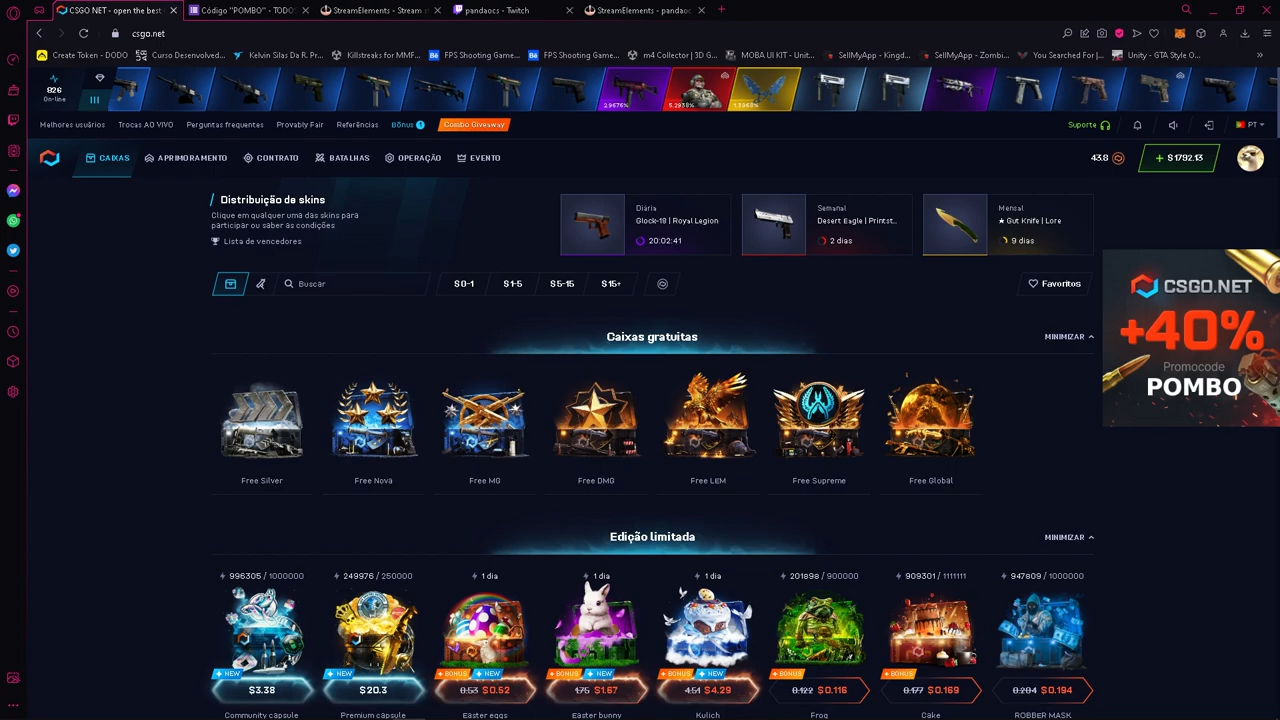 CSGO.NET - open the best
Código "POMBO" - TODOS
StreamElements - Stream s
pandaocs - Twitch
StreamElements - pandaoc
csgo.net
Create Token - DODO
Curso Desenvolved...
Kelvin Silas Da R. Pr...
Killstreaks for MMF...
FPS Shooting Game...
FPS Shooting Game...
m4 Collector | 3D G...
MOBA UI KIT - Unit...
SellMyApp - Kingd...
SellMyApp - Zombi...
You Searched For |...
Unity - GTA Style O...
826
On-line
2.9676%
5.2938%
1.3968%
Melhores usuários
Trocas AO VIVO
Perguntas frequentes
Provably Fair
Referências
Bônus
Combo Giveaway
Suporte
PT
CAIXAS
APRIMORAMENTO
CONTRATO
BATALHAS
OPERAÇÃO
EVENTO
43.8
+ $ 1792.13
Distribuição de skins
Clique em qualquer uma das skins para
participar ou saber as condições
Lista de vencedores
Diária
Glock-18 | Royal Legion
20:02:41
Semanal
Desert Eagle | Printst...
2 dias
Mensal
★ Gut Knife | Lore
9 dias
Buscar
$ 0-1
$ 1-5
$ 5-15
$ 15+
Favoritos
CSGO.NET
+40%
Promocode
POMBO
Caixas gratuitas
MINIMIZAR
Free Silver
Free Nova
Free MG
Free DMG
Free LEM
Free Supreme
Free Global
Edição limitada
MINIMIZAR
996305 / 1000000
249976 / 250000
1 dia
1 dia
1 dia
201898 / 900000
909301 / 1111111
947809 / 1000000
+ NEW
+ NEW
+ BONUS + NEW
+ BONUS + NEW
+ BONUS + NEW
+ BONUS
+ BONUS
$3.38
$20.3
0.53 $0.52
1.75 $1.67
4.51 $4.29
0.122 $0.116
0.177 $0.169
0.204 $0.194
Community capsule
Premium capsule
Easter eggs
Easter bunny
Kulich
Frog
Cake
ROBBER MASK